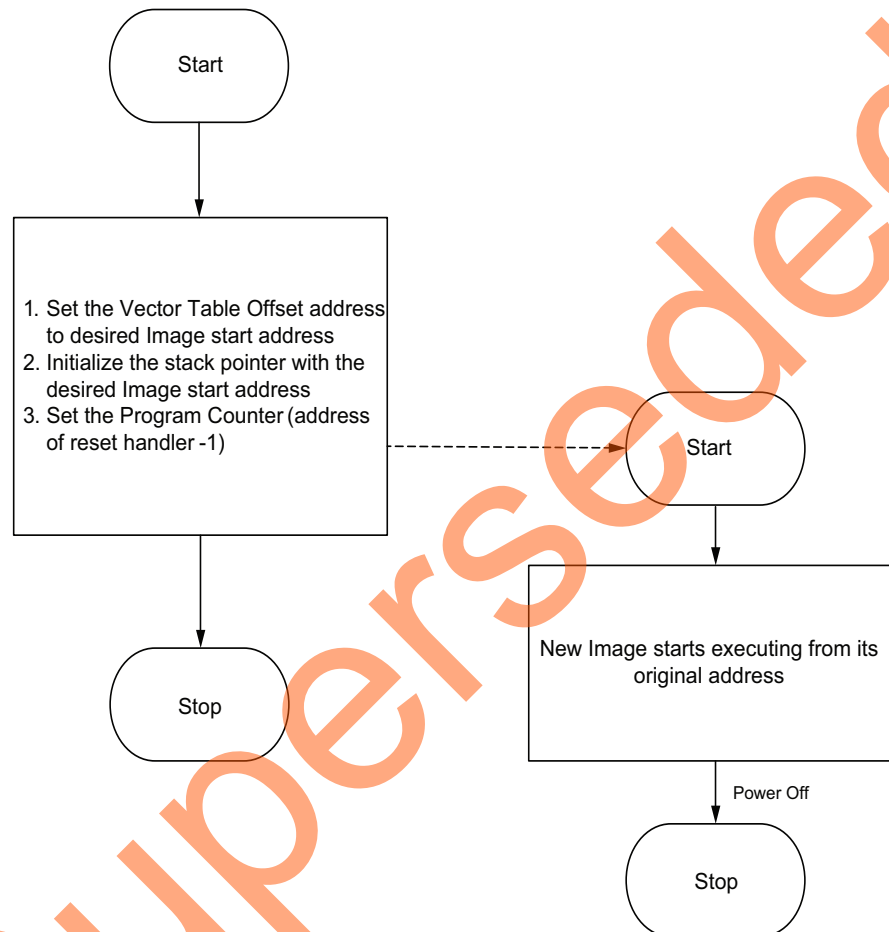 Start
1. Set the Vector Table Offset address
to desired Image start address
2. Initialize the stack pointer with the
desired Image start address
3. Set the Program Counter (address
of reset handler -1)
Stop
Start
New Image starts executing from its
original address
Power Off
Stop
Superseded